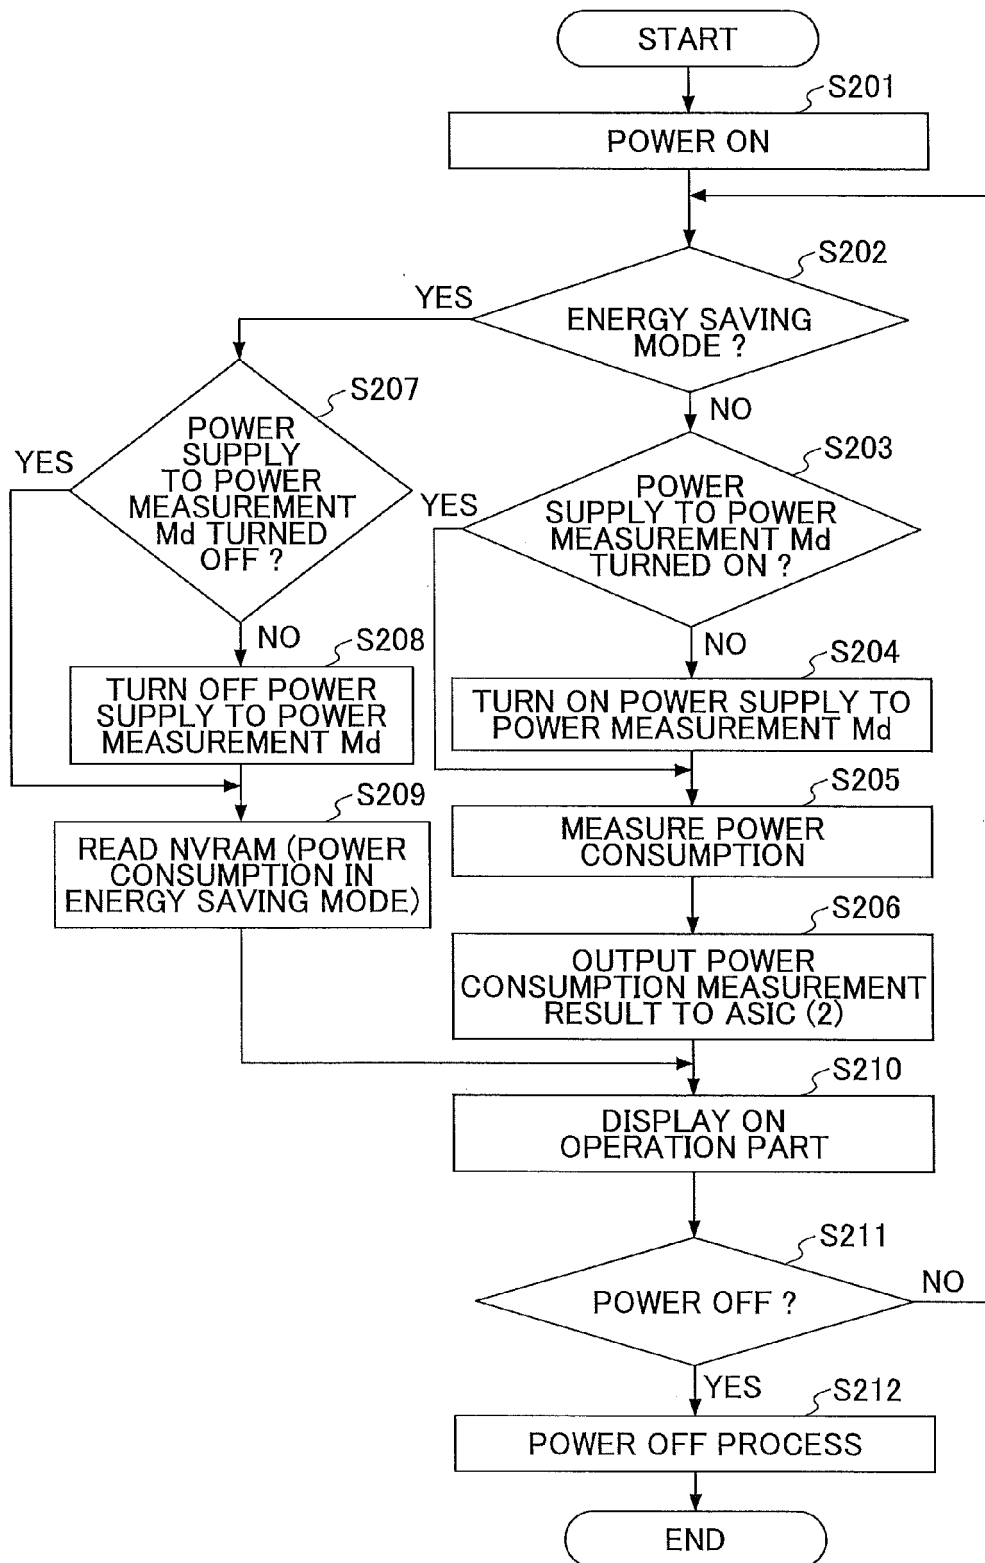 START
S201
POWER ON
S202
YES
ENERGY SAVING
MODE ?
NO
S207
POWER
SUPPLY
TO POWER
MEASUREMENT
Md TURNED
OFF ?
YES
NO
S203
POWER
SUPPLY TO POWER
MEASUREMENT Md
TURNED ON ?
YES
NO
S208
TURN OFF POWER
SUPPLY TO POWER
MEASUREMENT Md
S204
TURN ON POWER SUPPLY TO
POWER MEASUREMENT Md
S209
READ NVRAM (POWER
CONSUMPTION IN
ENERGY SAVING MODE)
S205
MEASURE POWER
CONSUMPTION
S206
OUTPUT POWER
CONSUMPTION MEASUREMENT
RESULT TO ASIC (2)
S210
DISPLAY ON
OPERATION PART
S211
POWER OFF ?
NO
YES
S212
POWER OFF PROCESS
END